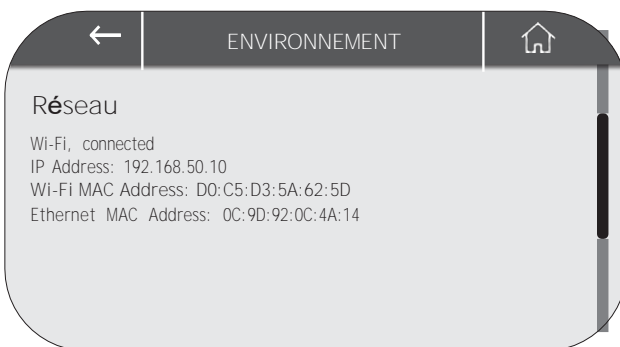 ENVIRONNEMENT
Réseau
Wi-Fi, connected
IP Address: 192.168.50.10
Wi-Fi MAC Address: D0:C5:D3:5A:62:5D
Ethernet MAC Address: 0C:9D:92:0C:4A:14